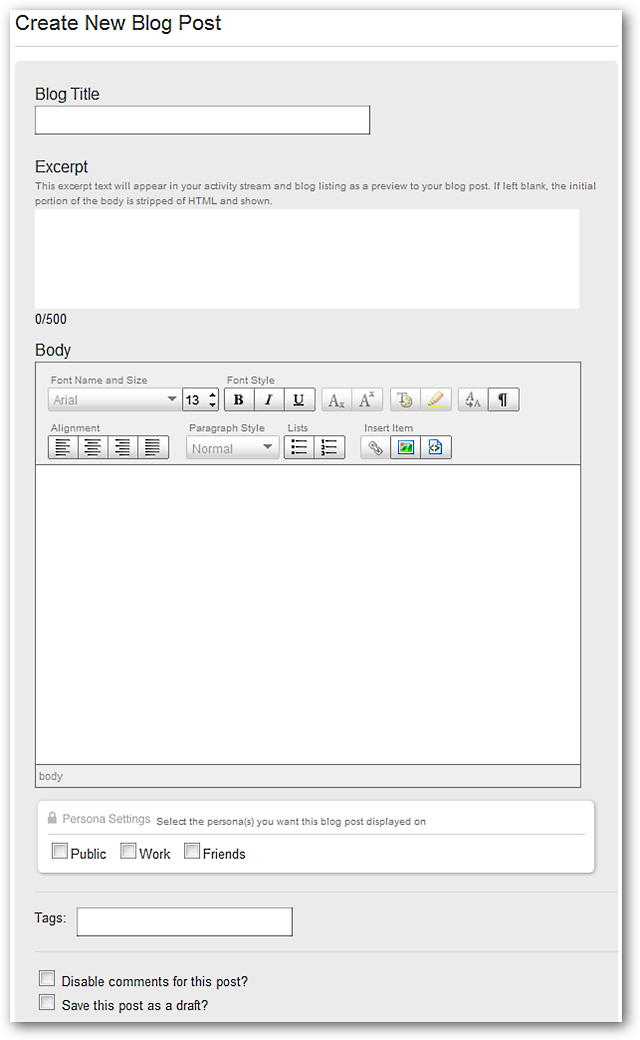 Create New Blog Post
Blog Title
Excerpt
This excerpt text will appear in your activity stream and blog listing as a preview to your blog post. If left blank, the initial
portion of the body is stripped of HTML and shown.
0/500
Body
Font Name and Size Font Style
Arial 13 B I U Ax Ax
Alignment Paragraph Style Lists Insert Item
Normal
body
Persona Settings Select the persona(s) you want this blog post displayed on
Public Work Friends
Tags:
Disable comments for this post?
Save this post as a draft?